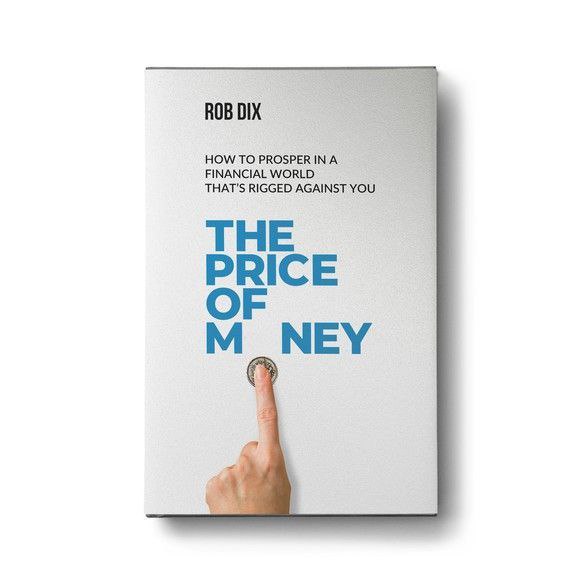 ROB DIX
HOW TO PROSPER IN A
FINANCIAL WORLD
THAT'S RIGGED AGAINST YOU
THE
PRICE
OF
M NEY